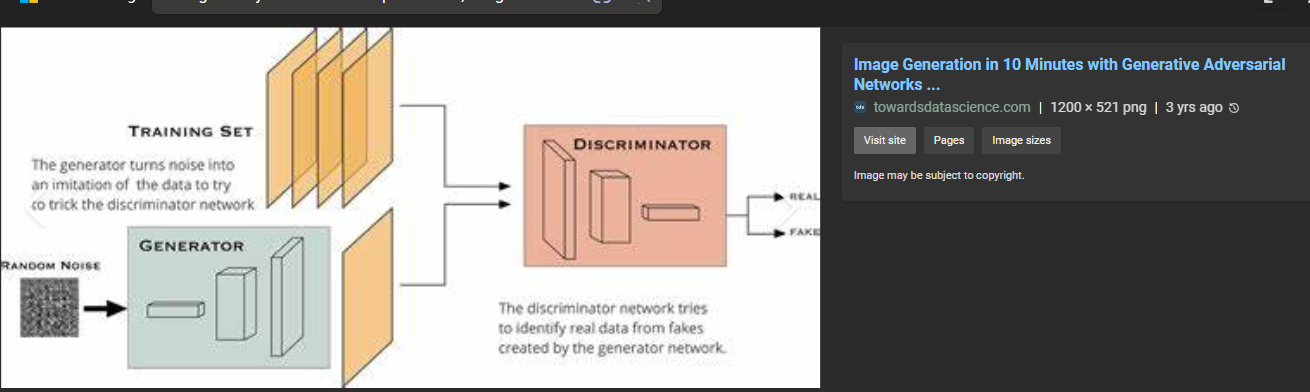 TRAINING SET
The generator turns noise into
an imitation of the data to try
to trick the discriminator network
GENERATOR
RANDOM NOISE
DISCRIMINATOR
REAL
FAKE
The discriminator network tries
to identify real data from fakes
created by the generator network.
Image Generation in 10 Minutes with Generative Adversarial
Networks ...
towardsdatascience.com | 1200 × 521 png | 3 yrs ago
Visit site
Pages
Image sizes
Image may be subject to copyright.